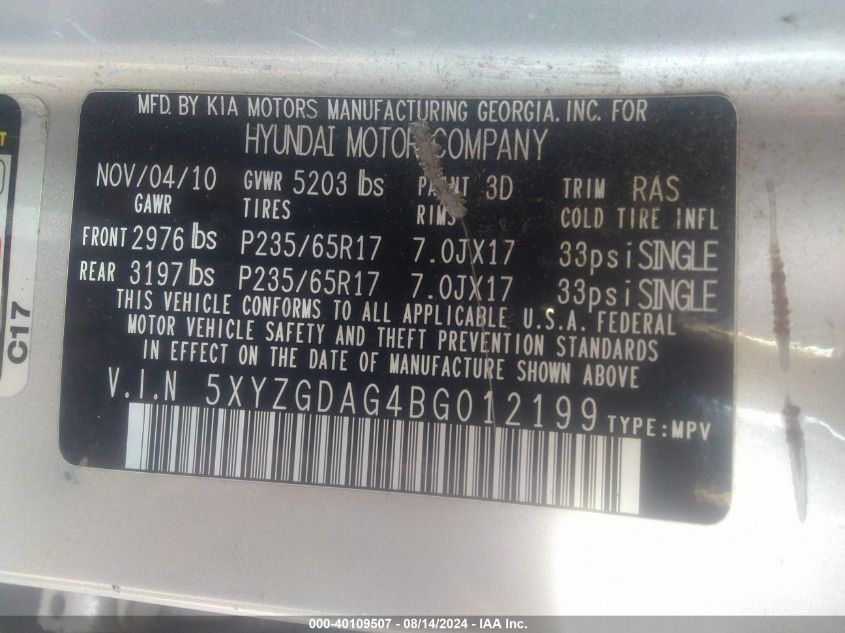 MFD. BY KIA MOTORS MANUFACTURING GEORGIA. INC. FOR
HYUNDAI MOTOR COMPANY
NOV/04/10 GVWR 5203 lbs PAINT 3D TRIM RAS
GAWR TIRES RIMS COLD TIRE INFL
FRONT 2976 lbs P235/65R17 7.0JX17 33psi SINGLE
REAR 3197 lbs P235/65R17 7.0JX17 33psi SINGLE
THIS VEHICLE CONFORMS TO ALL APPLICABLE U.S.A. FEDERAL
MOTOR VEHICLE SAFETY AND THEFT PREVENTION STANDARDS
IN EFFECT ON THE DATE OF MANUFACTURE SHOWN ABOVE
V.I.N 5XYZGDAG4BG012199 TYPE:MPV
C17
000-40109507 - 08/14/2024 - IAA Inc.